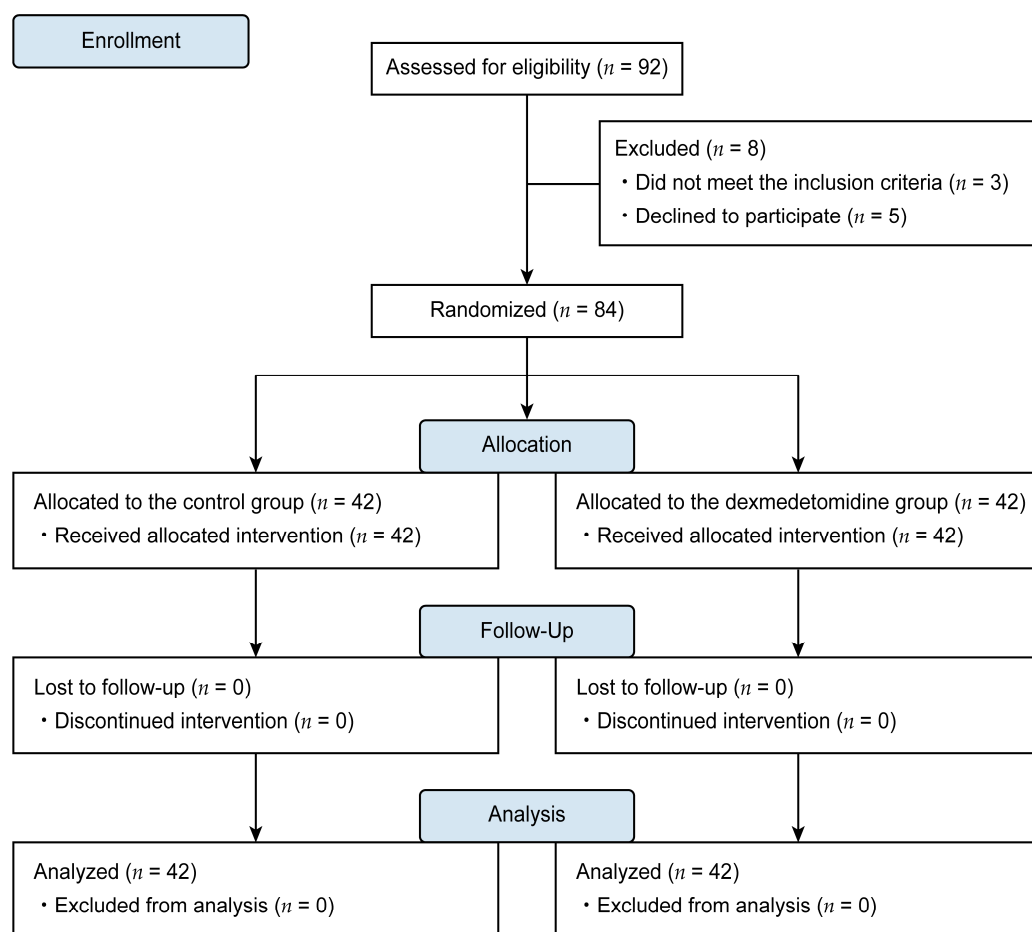 Enrollment
Assessed for eligibility (n = 92)
Excluded (n = 8)
・Did not meet the inclusion criteria (n = 3)
・Declined to participate (n = 5)
Randomized (n = 84)
Allocation
Allocated to the control group (n = 42)
・Received allocated intervention (n = 42)
Allocated to the dexmedetomidine group (n = 42)
・Received allocated intervention (n = 42)
Follow-Up
Lost to follow-up (n = 0)
・Discontinued intervention (n = 0)
Lost to follow-up (n = 0)
・Discontinued intervention (n = 0)
Analysis
Analyzed (n = 42)
・Excluded from analysis (n = 0)
Analyzed (n = 42)
・Excluded from analysis (n = 0)